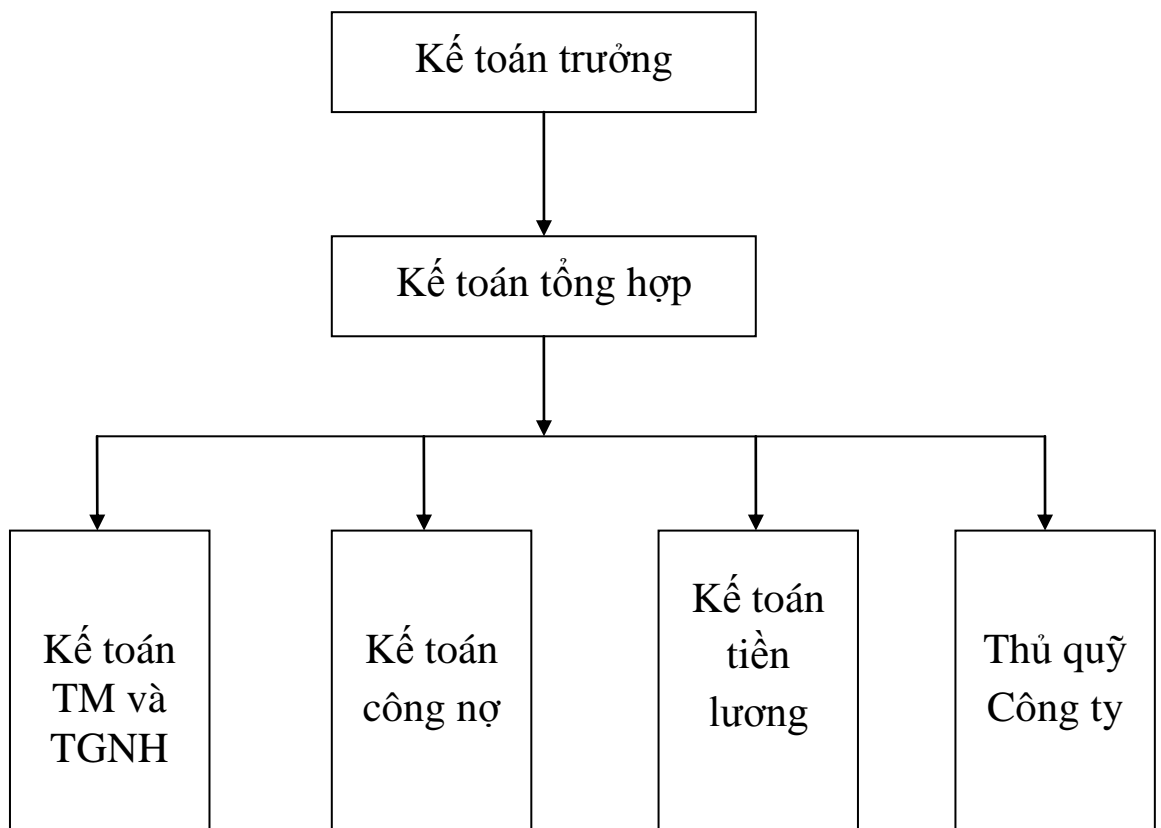 Kế toán trưởng
Kế toán tổng hợp
Kế toán
TM và
TGNH
Kế toán
công nợ
Kế toán
tiền
lương
Thủ quỹ
Công ty